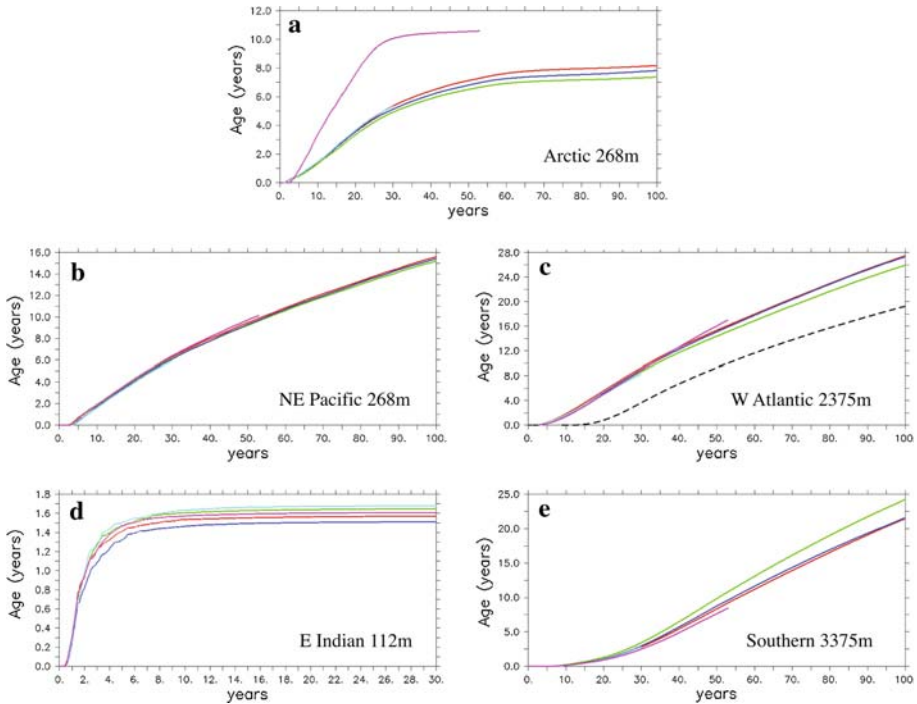 a
12.0
10.0
8.0
6.0
4.0
2.0
0.0
Age (years)
Arctic 268m
0. 10. 20. 30. 40. 50. 60. 70. 80. 90. 100.
years
b
16.0
14.0
12.0
10.0
8.0
6.0
4.0
2.0
0.0
Age (years)
NE Pacific 268m
0. 10. 20. 30. 40. 50. 60. 70. 80. 90. 100.
years
c
28.0
24.0
20.0
16.0
12.0
8.0
4.0
0.0
Age (years)
W Atlantic 2375m
0. 10. 20. 30. 40. 50. 60. 70. 80. 90. 100.
years
d
1.8
1.6
1.4
1.2
1.0
0.8
0.6
0.4
0.2
0.0
Age (years)
E Indian 112m
0. 2. 4. 6. 8. 10. 12. 14. 16. 18. 20. 22. 24. 26. 28. 30.
years
e
25.0
20.0
15.0
10.0
5.0
0.0
Age (years)
Southern 3375m
0. 10. 20. 30. 40. 50. 60. 70. 80. 90. 100.
years